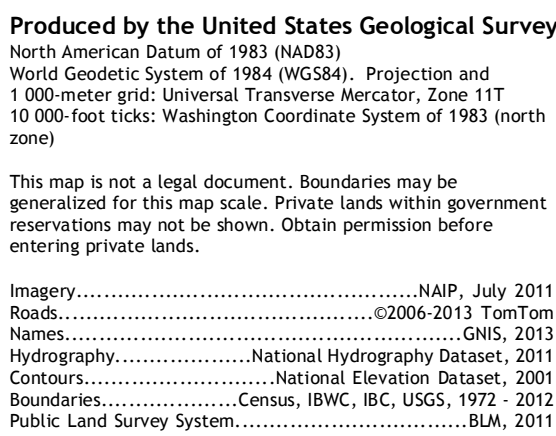 Produced by the United States Geological Survey
North American Datum of 1983 (NAD83)
World Geodetic System of 1984 (WGS84).  Projection and
1 000-meter grid: Universal Transverse Mercator, Zone 11T
10 000-foot ticks: Washington Coordinate System of 1983 (north
zone)
This map is not a legal document. Boundaries may be
generalized for this map scale. Private lands within government
reservations may not be shown. Obtain permission before
entering private lands.
Imagery..................................................NAIP, July 2011
Roads..............................................©2006-2013 TomTom
Names..........................................................GNIS, 2013
Hydrography....................National Hydrography Dataset, 2011
Contours............................National Elevation Dataset, 2001
Boundaries....................Census, IBWC, IBC, USGS, 1972 - 2012
Public Land Survey System..................................BLM, 2011